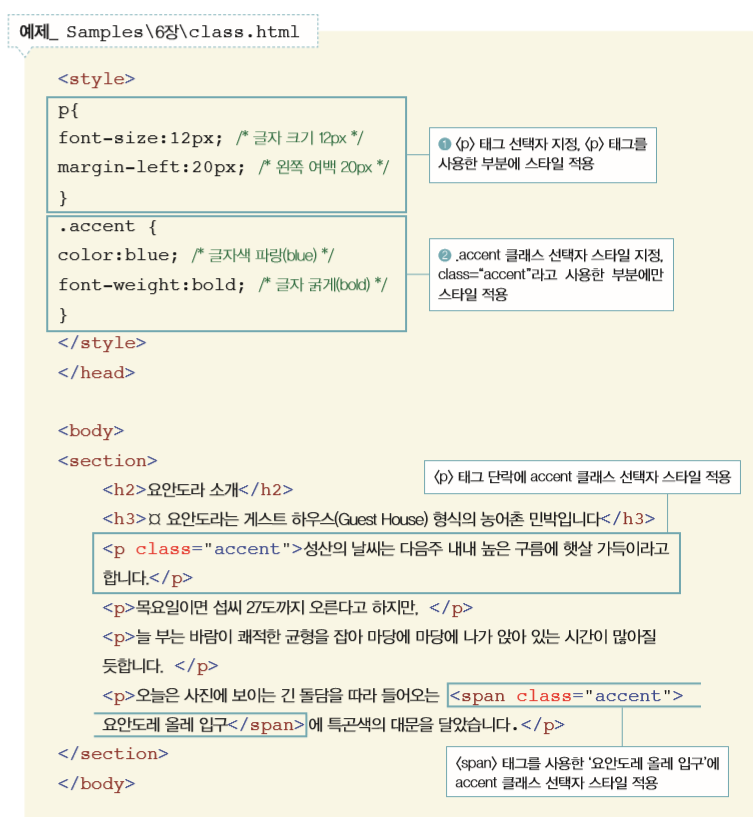 예제_ Samples\6장\class.html
<style>
p{
font-size:12px; /* 글자 크기 12px */
margin-left:20px; /* 왼쪽 여백 20px */
}
❶ 〈p〉 태그 선택자 지정, 〈p〉 태그를
사용한 부분에 스타일 적용
.accent {
color:blue; /* 글자색 파랑(blue) */
font-weight:bold; /* 글자 굵게(bold) */
}
❷ .accent 클래스 선택자 스타일 지정,
class="accent"라고 사용한 부분에만
스타일 적용
</style>
</head>
<body>
<section>
〈p〉 태그 단락에 accent 클래스 선택자 스타일 적용
<h2>요안도라 소개</h2>
<h3>¤ 요안도라는 게스트 하우스(Guest House) 형식의 농어촌 민박입니다</h3>
<p class="accent">성산의 날씨는 다음주 내내 높은 구름에 햇살 가득이라고
합니다.</p>
<p>목요일이면 섭씨 27도까지 오른다고 하지만, </p>
<p>늘 부는 바람이 쾌적한 균형을 잡아 마당에 마당에 나가 앉아 있는 시간이 많아질
듯합니다. </p>
<p>오늘은 사진에 보이는 긴 돌담을 따라 들어오는 <span class="accent">
요안도레 올레 입구</span>에 특곤색의 대문을 달았습니다.</p>
</section>
</body>
〈span〉 태그를 사용한 '요안도레 올레 입구'에
accent 클래스 선택자 스타일 적용